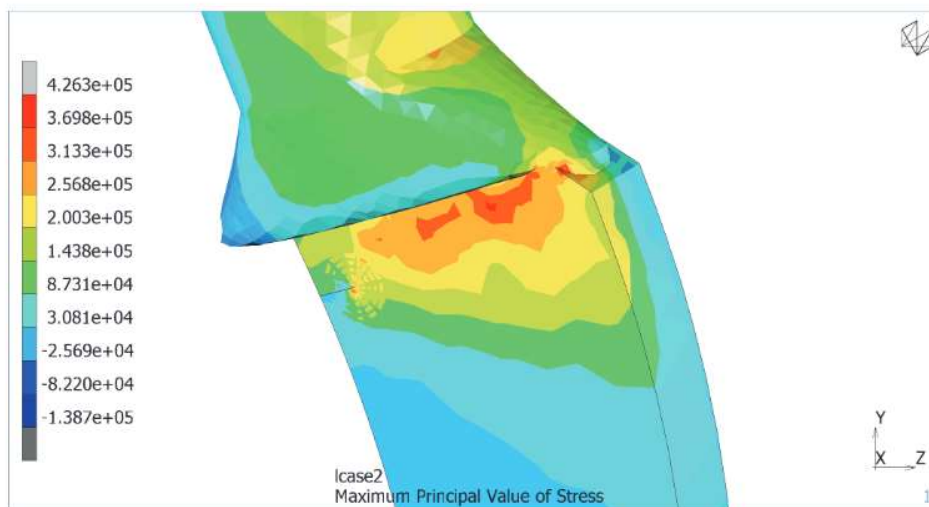 4.263e+05
3.698e+05
3.133e+05
2.568e+05
2.003e+05
1.438e+05
8.731e+04
3.081e+04
-2.569e+04
-8.220e+04
-1.387e+05
Y
X Z
lcase2
Maximum Principal Value of Stress
1